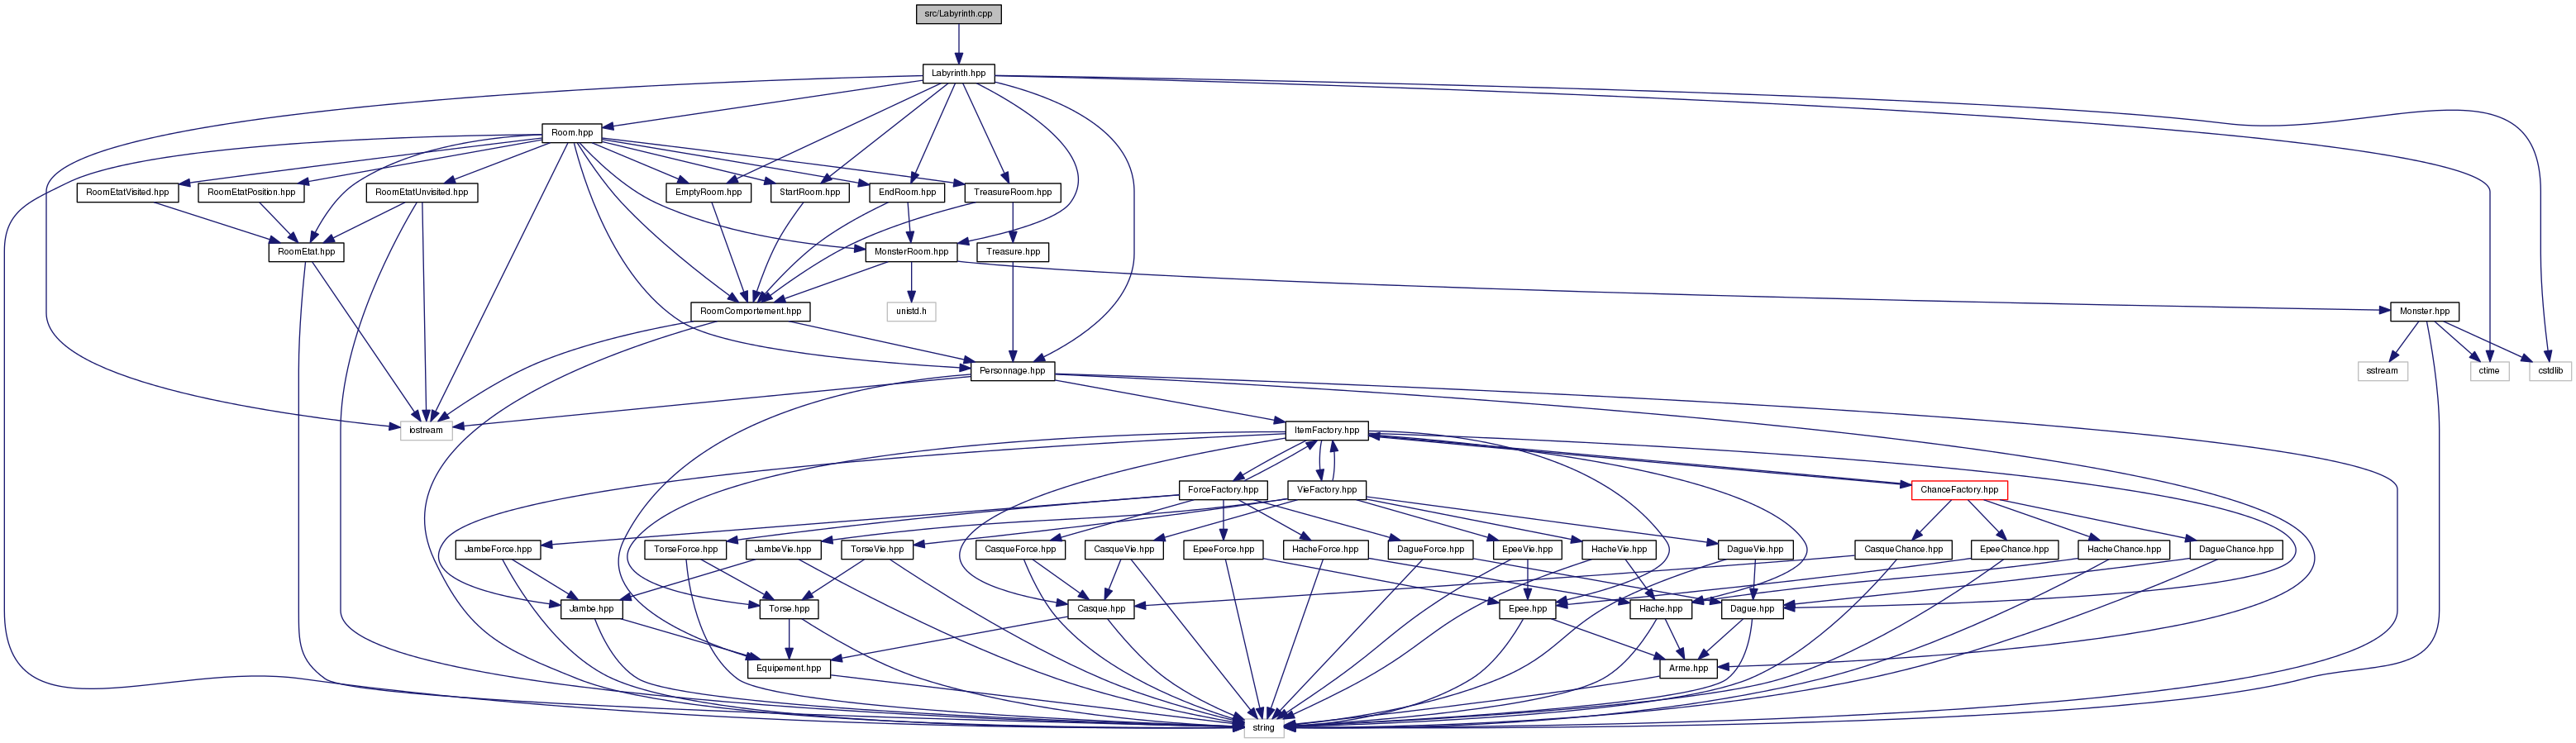 src/Labyrinth.cpp
Labyrinth.hpp
Room.hpp
RoomEtatVisited.hpp
RoomEtatPosition.hpp
RoomEtatUnvisited.hpp
EmptyRoom.hpp
StartRoom.hpp
EndRoom.hpp
TreasureRoom.hpp
RoomEtat.hpp
MonsterRoom.hpp
Treasure.hpp
RoomComportement.hpp
unistd.h
Monster.hpp
Personnage.hpp
sstream
ctime
cstdlib
iostream
ItemFactory.hpp
ForceFactory.hpp
VieFactory.hpp
ChanceFactory.hpp
JambeForce.hpp
TorseForce.hpp
JambeVie.hpp
TorseVie.hpp
CasqueForce.hpp
CasqueVie.hpp
EpeeForce.hpp
HacheForce.hpp
DagueForce.hpp
EpeeVie.hpp
HacheVie.hpp
DagueVie.hpp
CasqueChance.hpp
EpeeChance.hpp
HacheChance.hpp
DagueChance.hpp
Jambe.hpp
Torse.hpp
Casque.hpp
Epee.hpp
Hache.hpp
Dague.hpp
Equipement.hpp
Arme.hpp
string